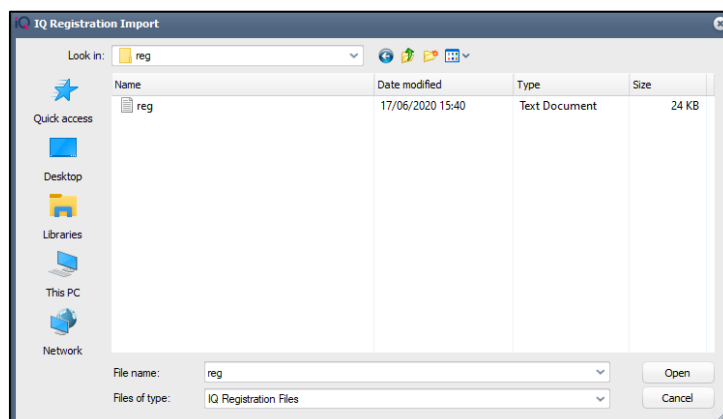 iQ IQ Registration Import
Look in: reg
Name Date modified Type Size
reg 17/06/2020 15:40 Text Document 24 KB
Quick access
Desktop
Libraries
This PC
Network
File name: reg Open
Files of type: IQ Registration Files Cancel